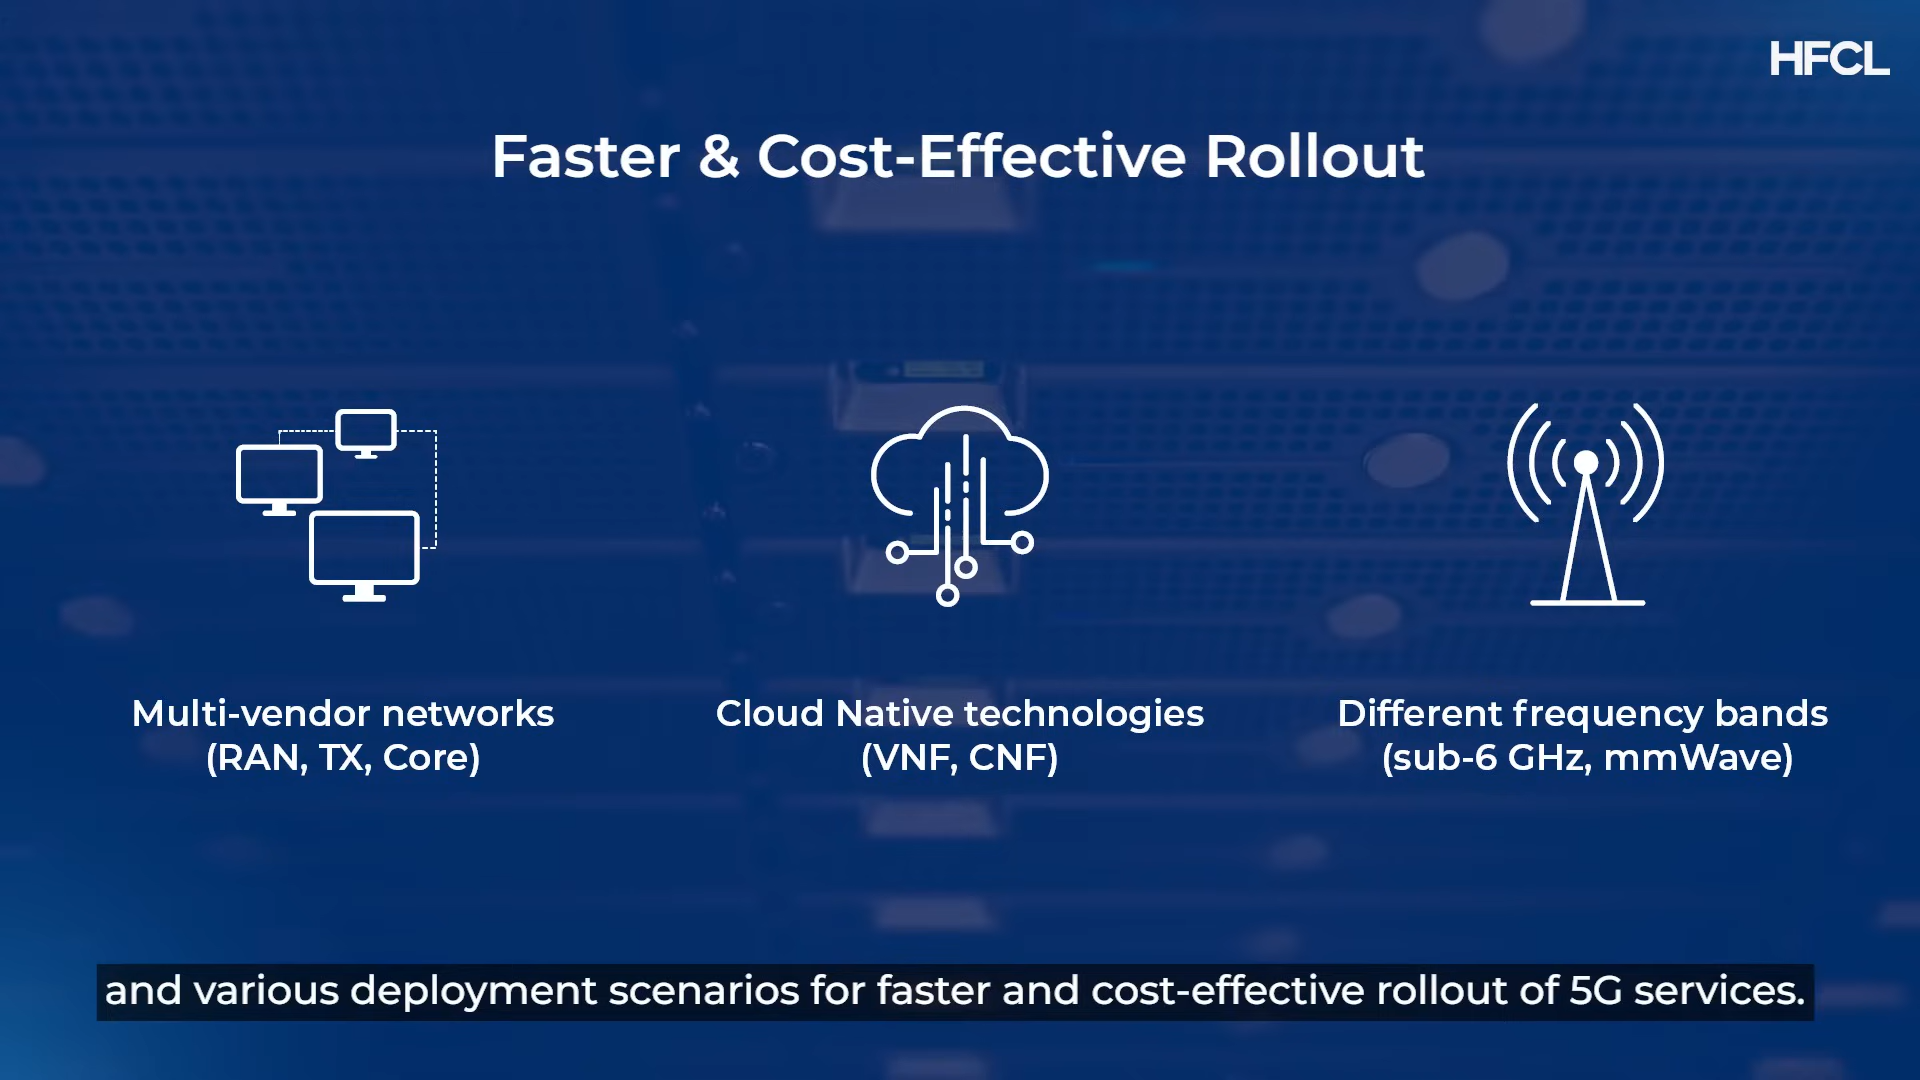 HFCL
Faster & Cost-Effective Rollout
Multi-vendor networks
(RAN, TX, Core)
Cloud Native technologies
(VNF, CNF)
Different frequency bands
(sub-6 GHz, mmWave)
and various deployment scenarios for faster and cost-effective rollout of 5G services.